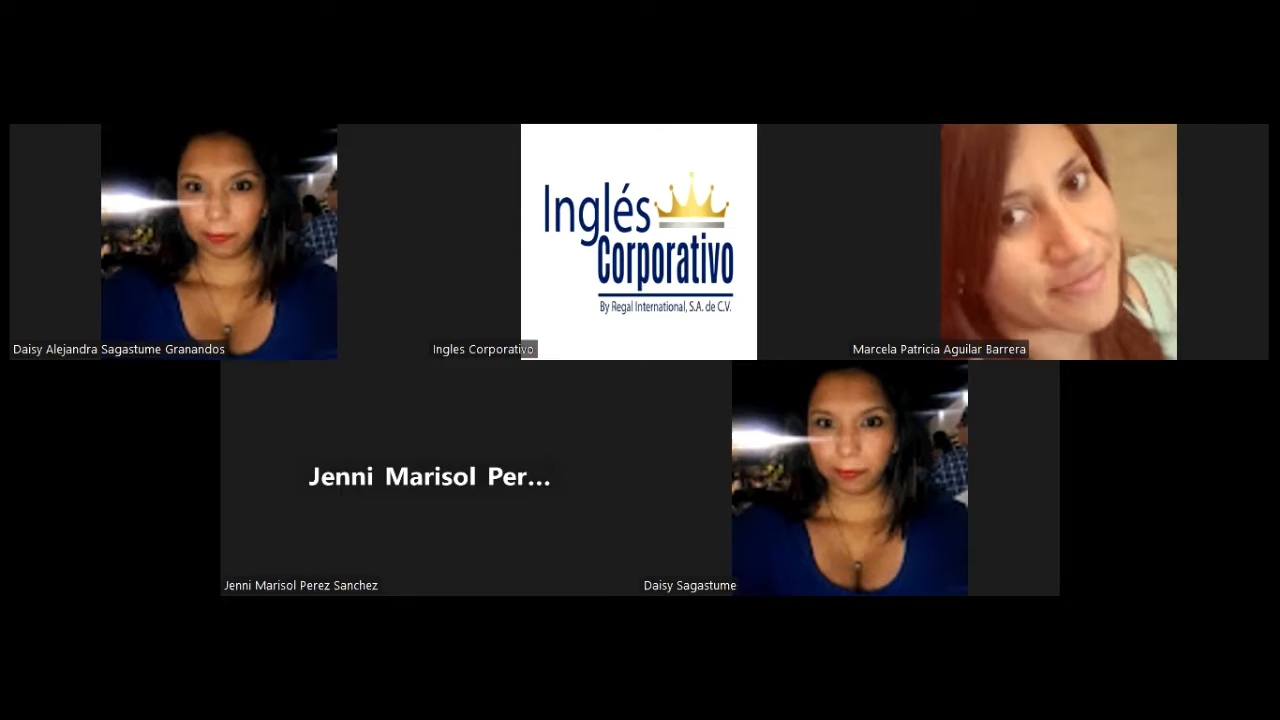 Inglés
Corporativo
By Regal International, S.A. de C.V.
Daisy Alejandra Sagastume Granandos
Ingles Corporativo
Marcela Patricia Aguilar Barrera
Jenni Marisol Per...
Jenni Marisol Perez Sanchez
Daisy Sagastume